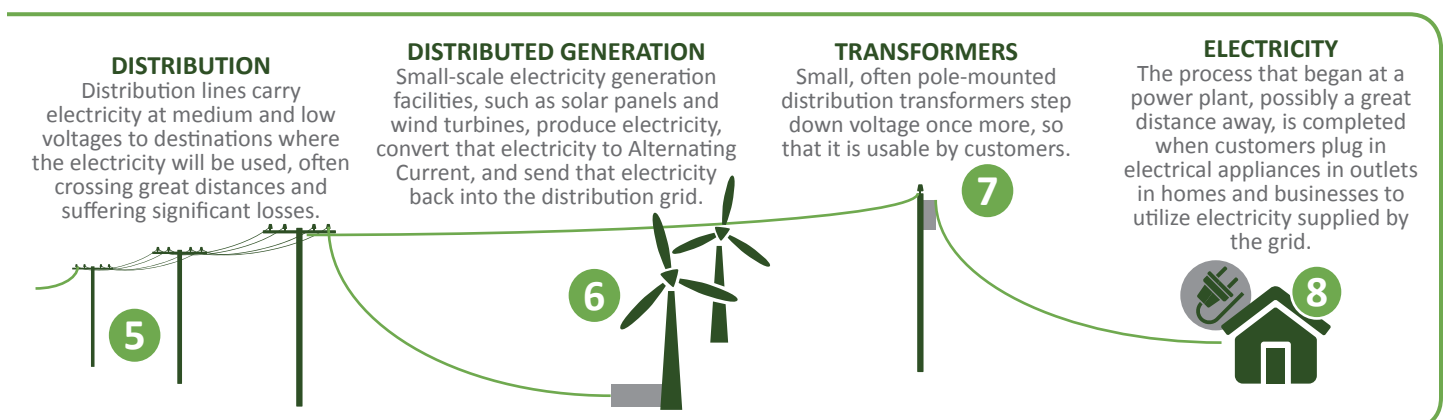 DISTRIBUTION
Distribution lines carry
electricity at medium and low
voltages to destinations where
the electricity will be used, often
crossing great distances and
suffering significant losses.
5
DISTRIBUTED GENERATION
Small-scale electricity generation
facilities, such as solar panels and
wind turbines, produce electricity,
convert that electricity to Alternating
Current, and send that electricity
back into the distribution grid.
6
TRANSFORMERS
Small, often pole-mounted
distribution transformers step
down voltage once more, so
that it is usable by customers.
7
ELECTRICITY
The process that began at a
power plant, possibly a great
distance away, is completed
when customers plug in
electrical appliances in outlets
in homes and businesses to
utilize electricity supplied by
the grid.
8